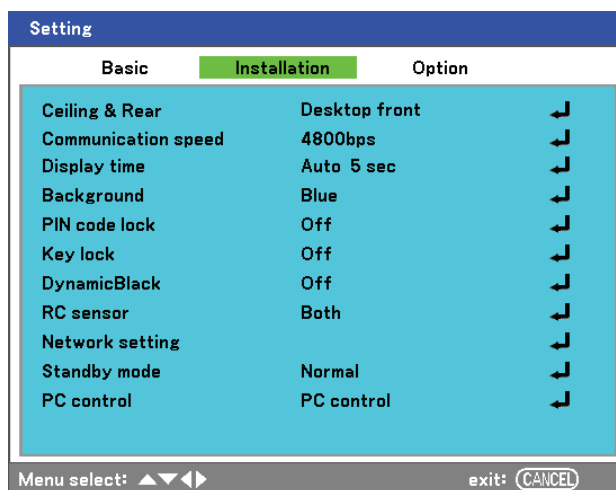 Setting
Basic Installation Option
Ceiling & Rear Desktop front
Communication speed 4800bps
Display time Auto 5 sec
Background Blue
PIN code lock Off
Key lock Off
DynamicBlack Off
RC sensor Both
Network setting
Standby mode Normal
PC control PC control
Menu select: ▲▼◀▶ exit: CANCEL